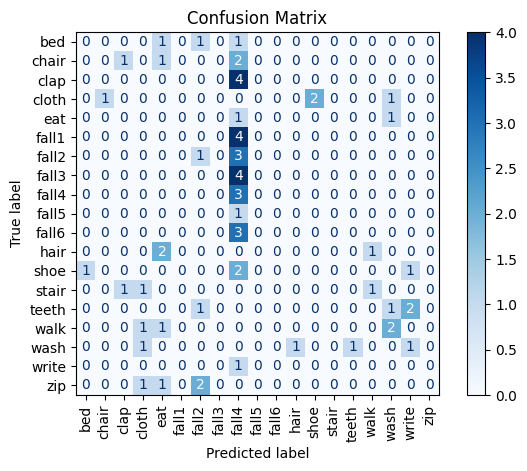 Confusion Matrix
True label
bed 0 0 0 0 1 0 1 0 1 0 0 0 0 0 0 0 0 0 0
chair 0 0 1 0 1 0 0 0 2 0 0 0 0 0 0 0 0 0 0
clap 0 0 0 0 0 0 0 0 4 0 0 0 0 0 0 0 0 0 0
cloth 0 1 0 0 0 0 0 0 0 0 0 0 2 0 0 0 1 0 0
eat 0 0 0 0 0 0 0 0 1 0 0 0 0 0 0 0 1 0 0
fall1 0 0 0 0 0 0 0 0 4 0 0 0 0 0 0 0 0 0 0
fall2 0 0 0 0 0 0 1 0 3 0 0 0 0 0 0 0 0 0 0
fall3 0 0 0 0 0 0 0 0 4 0 0 0 0 0 0 0 0 0 0
fall4 0 0 0 0 0 0 0 0 3 0 0 0 0 0 0 0 0 0 0
fall5 0 0 0 0 0 0 0 0 1 0 0 0 0 0 0 0 0 0 0
fall6 0 0 0 0 0 0 0 0 3 0 0 0 0 0 0 0 0 0 0
hair 0 0 0 0 2 0 0 0 0 0 0 0 0 0 0 1 0 0 0
shoe 1 0 0 0 0 0 0 0 2 0 0 0 0 0 0 0 0 1 0
stair 0 0 1 1 0 0 0 0 0 0 0 0 0 0 0 1 0 0 0
teeth 0 0 0 0 0 0 1 0 0 0 0 0 0 0 0 0 1 2 0
walk 0 0 0 1 1 0 0 0 0 0 0 0 0 0 0 0 2 0 0
wash 0 0 0 1 0 0 0 0 0 0 0 1 0 0 1 0 0 1 0
write 0 0 0 0 0 0 0 0 1 0 0 0 0 0 0 0 0 0 0
zip 0 0 0 1 1 0 2 0 0 0 0 0 0 0 0 0 0 0 0
bed chair clap cloth eat fall1 fall2 fall3 fall4 fall5 fall6 hair shoe stair teeth walk wash write zip
Predicted label
4.0
3.5
3.0
2.5
2.0
1.5
1.0
0.5
0.0